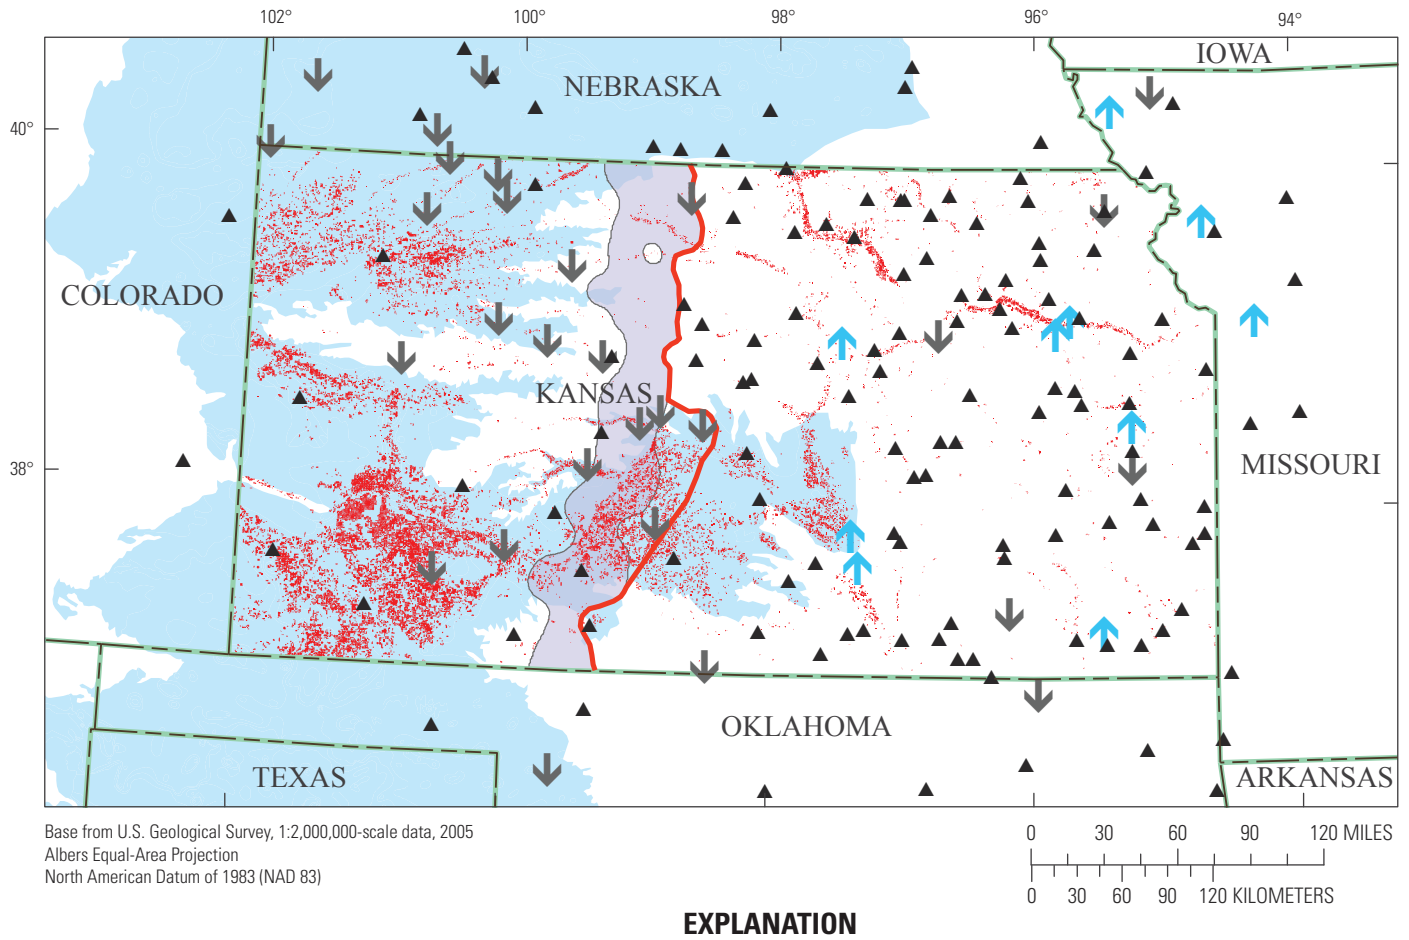 102° 100° 98° 96° 94°
IOWA
NEBRASKA
40°
COLORADO
KANSAS
38°
MISSOURI
OKLAHOMA
TEXAS
ARKANSAS
Base from U.S. Geological Survey, 1:2,000,000-scale data, 2005
Albers Equal-Area Projection
North American Datum of 1983 (NAD 83)
0 30 60 90 120 MILES
0 30 60 90 120 KILOMETERS
EXPLANATION